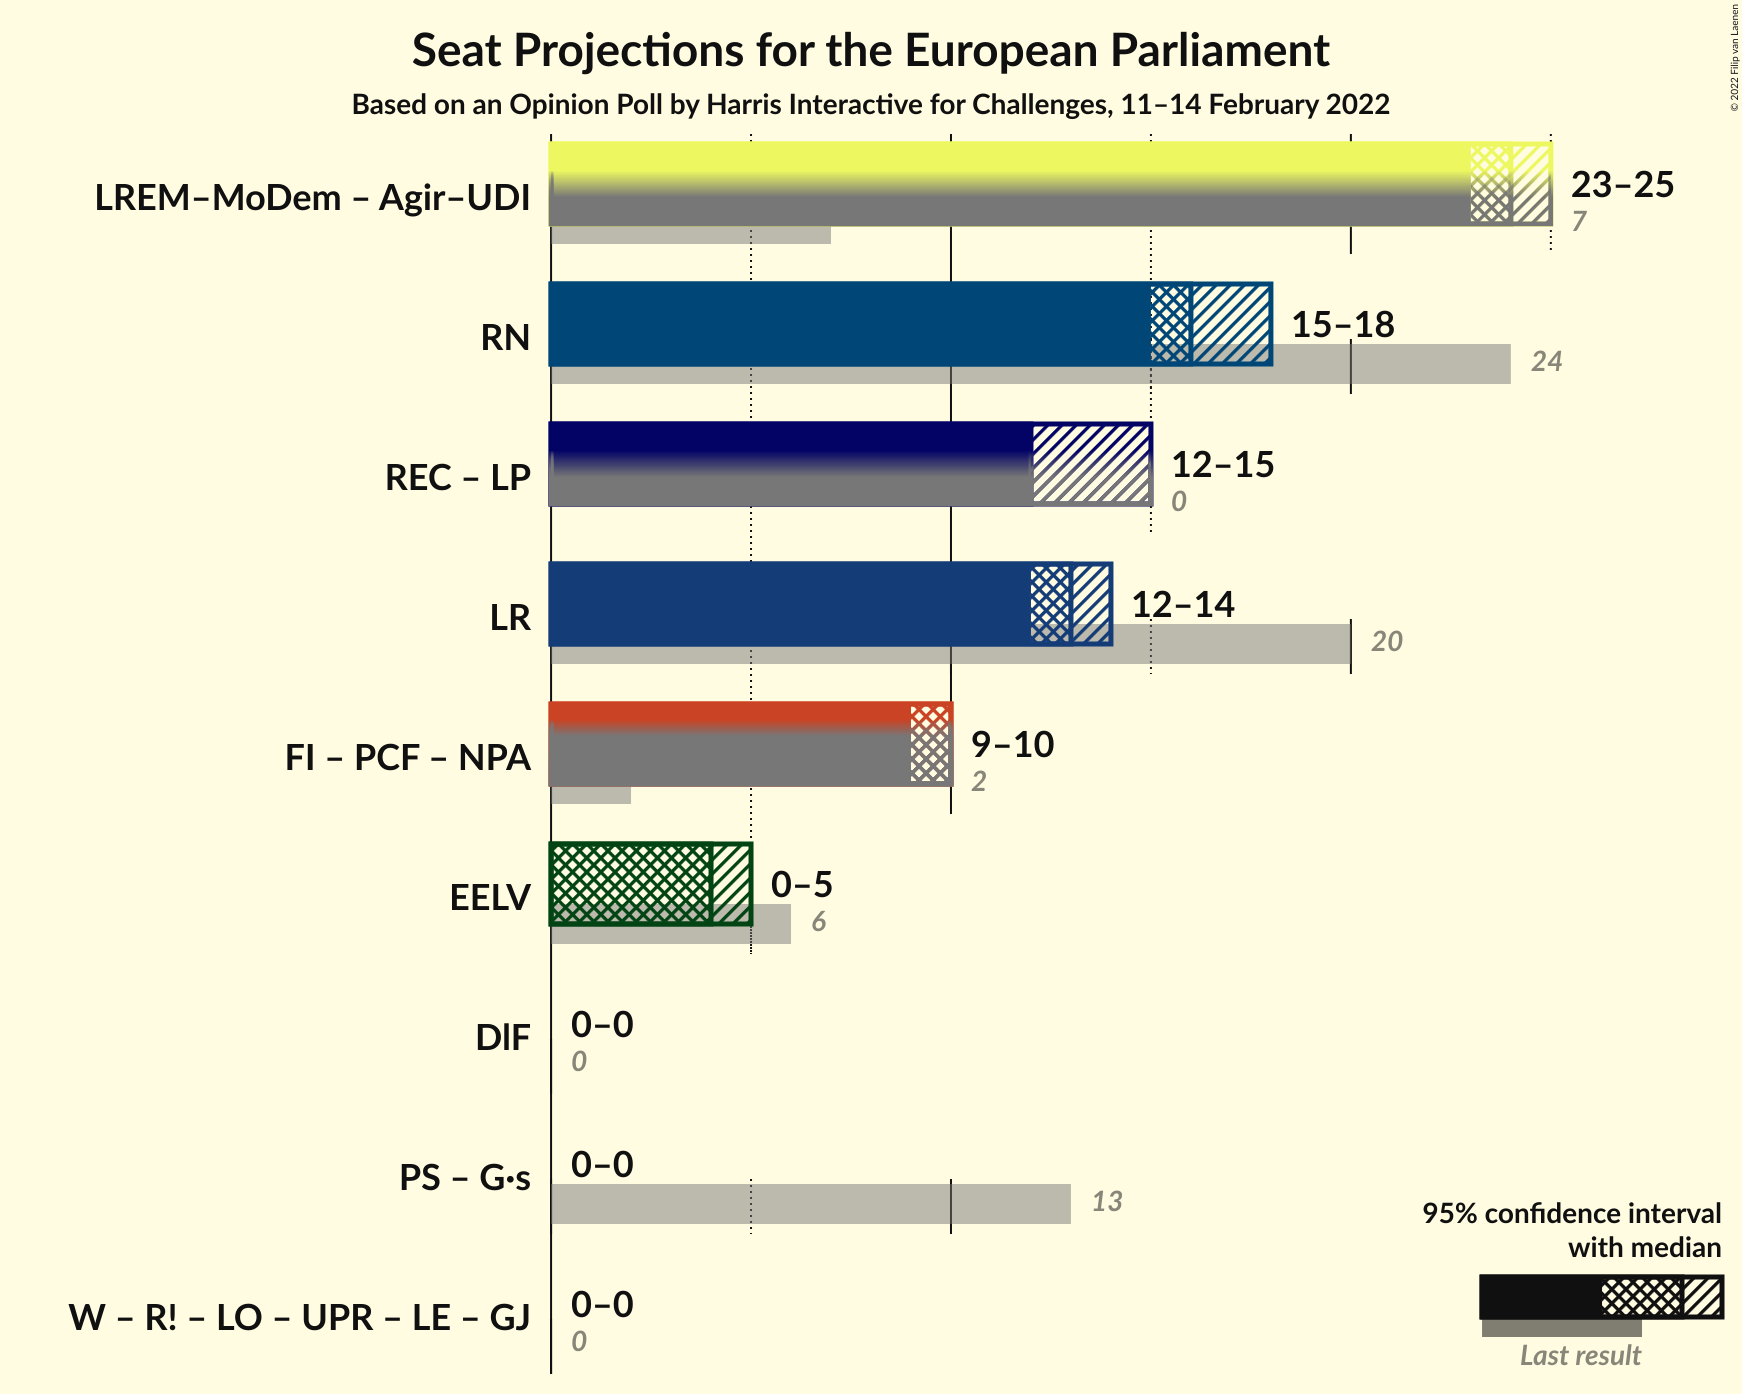 Seat Projections for the European Parliament
Based on an Opinion Poll by Harris Interactive for Challenges, 11–14 February 2022
© 2022 Filip van Laenen
LREM–MoDem – Agir–UDI
23–25
7
RN
15–18
24
REC – LP
12–15
0
LR
12–14
20
FI – PCF – NPA
9–10
2
EELV
0–5
6
DlF
0–0
0
PS – G·s
0–0
13
W – R! – LO – UPR – LE – GJ
0–0
0
95% confidence interval
with median
Last result